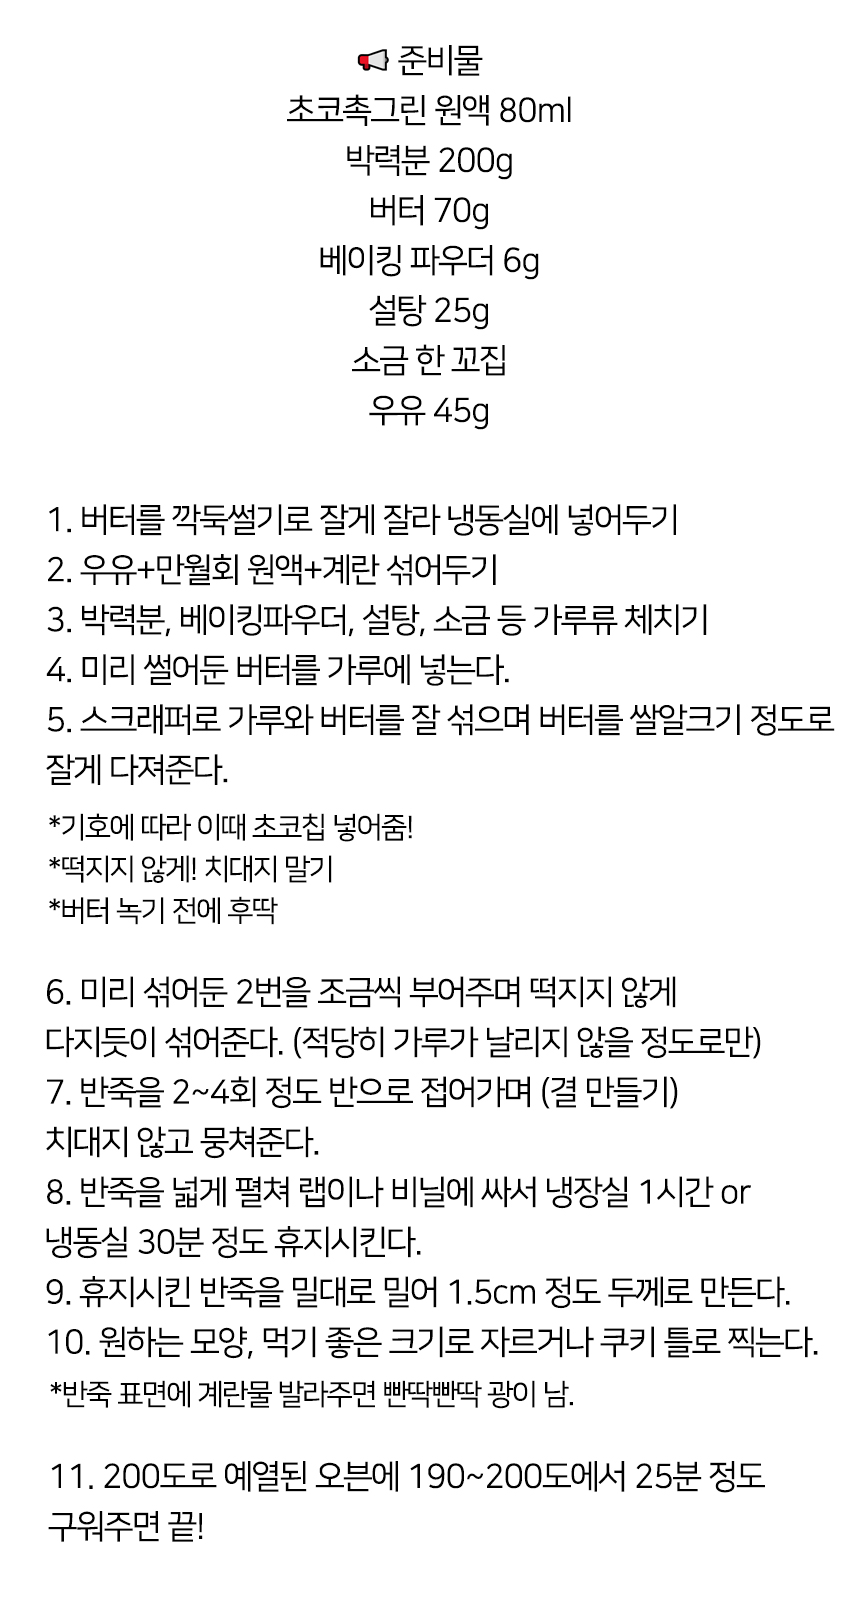 📢 준비물
초코촉그린 원액 80ml
박력분 200g
버터 70g
베이킹 파우더 6g
설탕 25g
소금 한 꼬집
우유 45g
1. 버터를 깍둑썰기로 잘게 잘라 냉동실에 넣어두기
2. 우유+만월회 원액+계란 섞어두기
3. 박력분, 베이킹파우더, 설탕, 소금 등 가루류 체치기
4. 미리 썰어둔 버터를 가루에 넣는다.
5. 스크래퍼로 가루와 버터를 잘 섞으며 버터를 쌀알크기 정도로
잘게 다져준다.
*기호에 따라 이때 초코칩 넣어줌!
*떡지지 않게! 치대지 말기
*버터 녹기 전에 후딱
6. 미리 섞어둔 2번을 조금씩 부어주며 떡지지 않게
다지듯이 섞어준다. (적당히 가루가 날리지 않을 정도로만)
7. 반죽을 2~4회 정도 반으로 접어가며 (결 만들기)
치대지 않고 뭉쳐준다.
8. 반죽을 넓게 펼쳐 랩이나 비닐에 싸서 냉장실 1시간 or
냉동실 30분 정도 휴지시킨다.
9. 휴지시킨 반죽을 밀대로 밀어 1.5cm 정도 두께로 만든다.
10. 원하는 모양, 먹기 좋은 크기로 자르거나 쿠키 틀로 찍는다.
*반죽 표면에 계란물 발라주면 빤딱빤딱 광이 남.
11. 200도로 예열된 오븐에 190~200도에서 25분 정도
구워주면 끝!